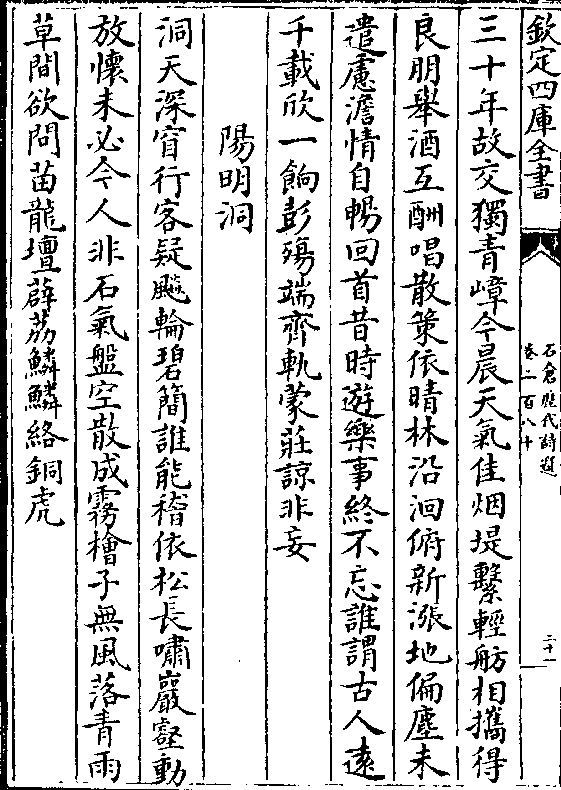 欽定四庫全書
石倉歷代詩選
卷二百八十
二十一
三十年故交獨青嶂今晨天氣佳烟堤繫輕舫相攜得
良朋舉酒互酬唱散策依晴林沿洄俯新漲地偏塵未
遣慮澹情自暢回首昔時遊樂事終不忘誰謂古人遠
千載欣一餉彭殤端齊軌蒙莊諒非妄
陽明洞
洞天深窅行客疑飈輪碧簡誰能稽依松長嘯巖壑動
放懷未必今人非石氣盤空散成霧檜子無風落青雨
草間欲問苗龍壇薜荔鱗鱗絡銅虎